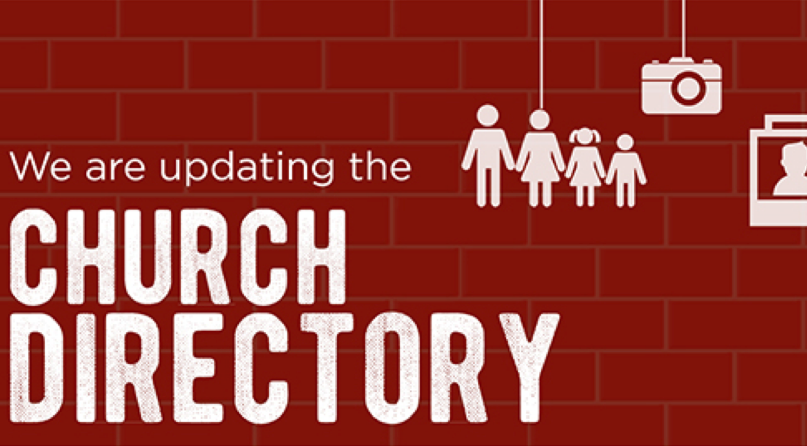 We are updating the
CHURCH
DIRECTORY